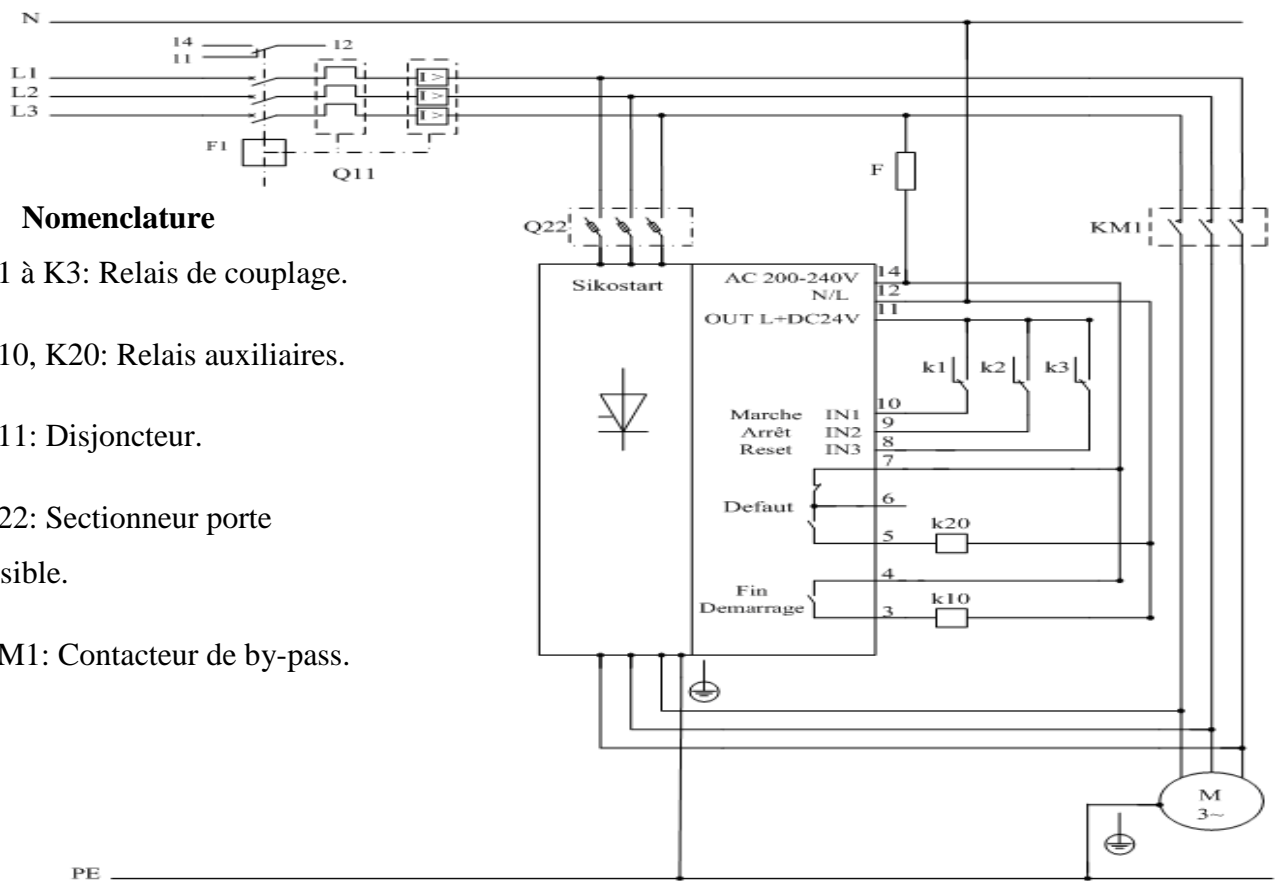 N
14
12
11
L1
L2
L3
I >
I >
I >
F1
Q11
F
Nomenclature
Q22
KM1
1 à K3: Relais de couplage.
Sikostart
AC 200-240V
14
N/L
12
OUT L+DC24V
11
10, K20: Relais auxiliaires.
k1
k2
k3
10
Marche IN1
9
Arrêt IN2
8
Reset IN3
7
11: Disjoncteur.
6
Defaut
22: Sectionneur porte
k20
5
sible.
4
Fin
k10
Demarrage
3
M1: Contacteur de by-pass.
M
3~
PE